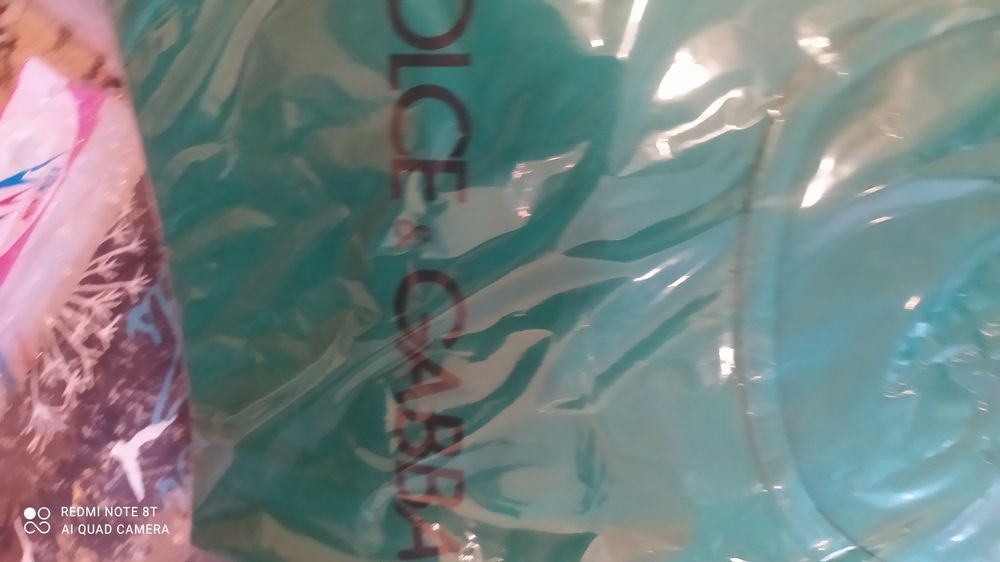 OLCE & GABBA
REDMI NOTE 8T
AI QUAD CAMERA